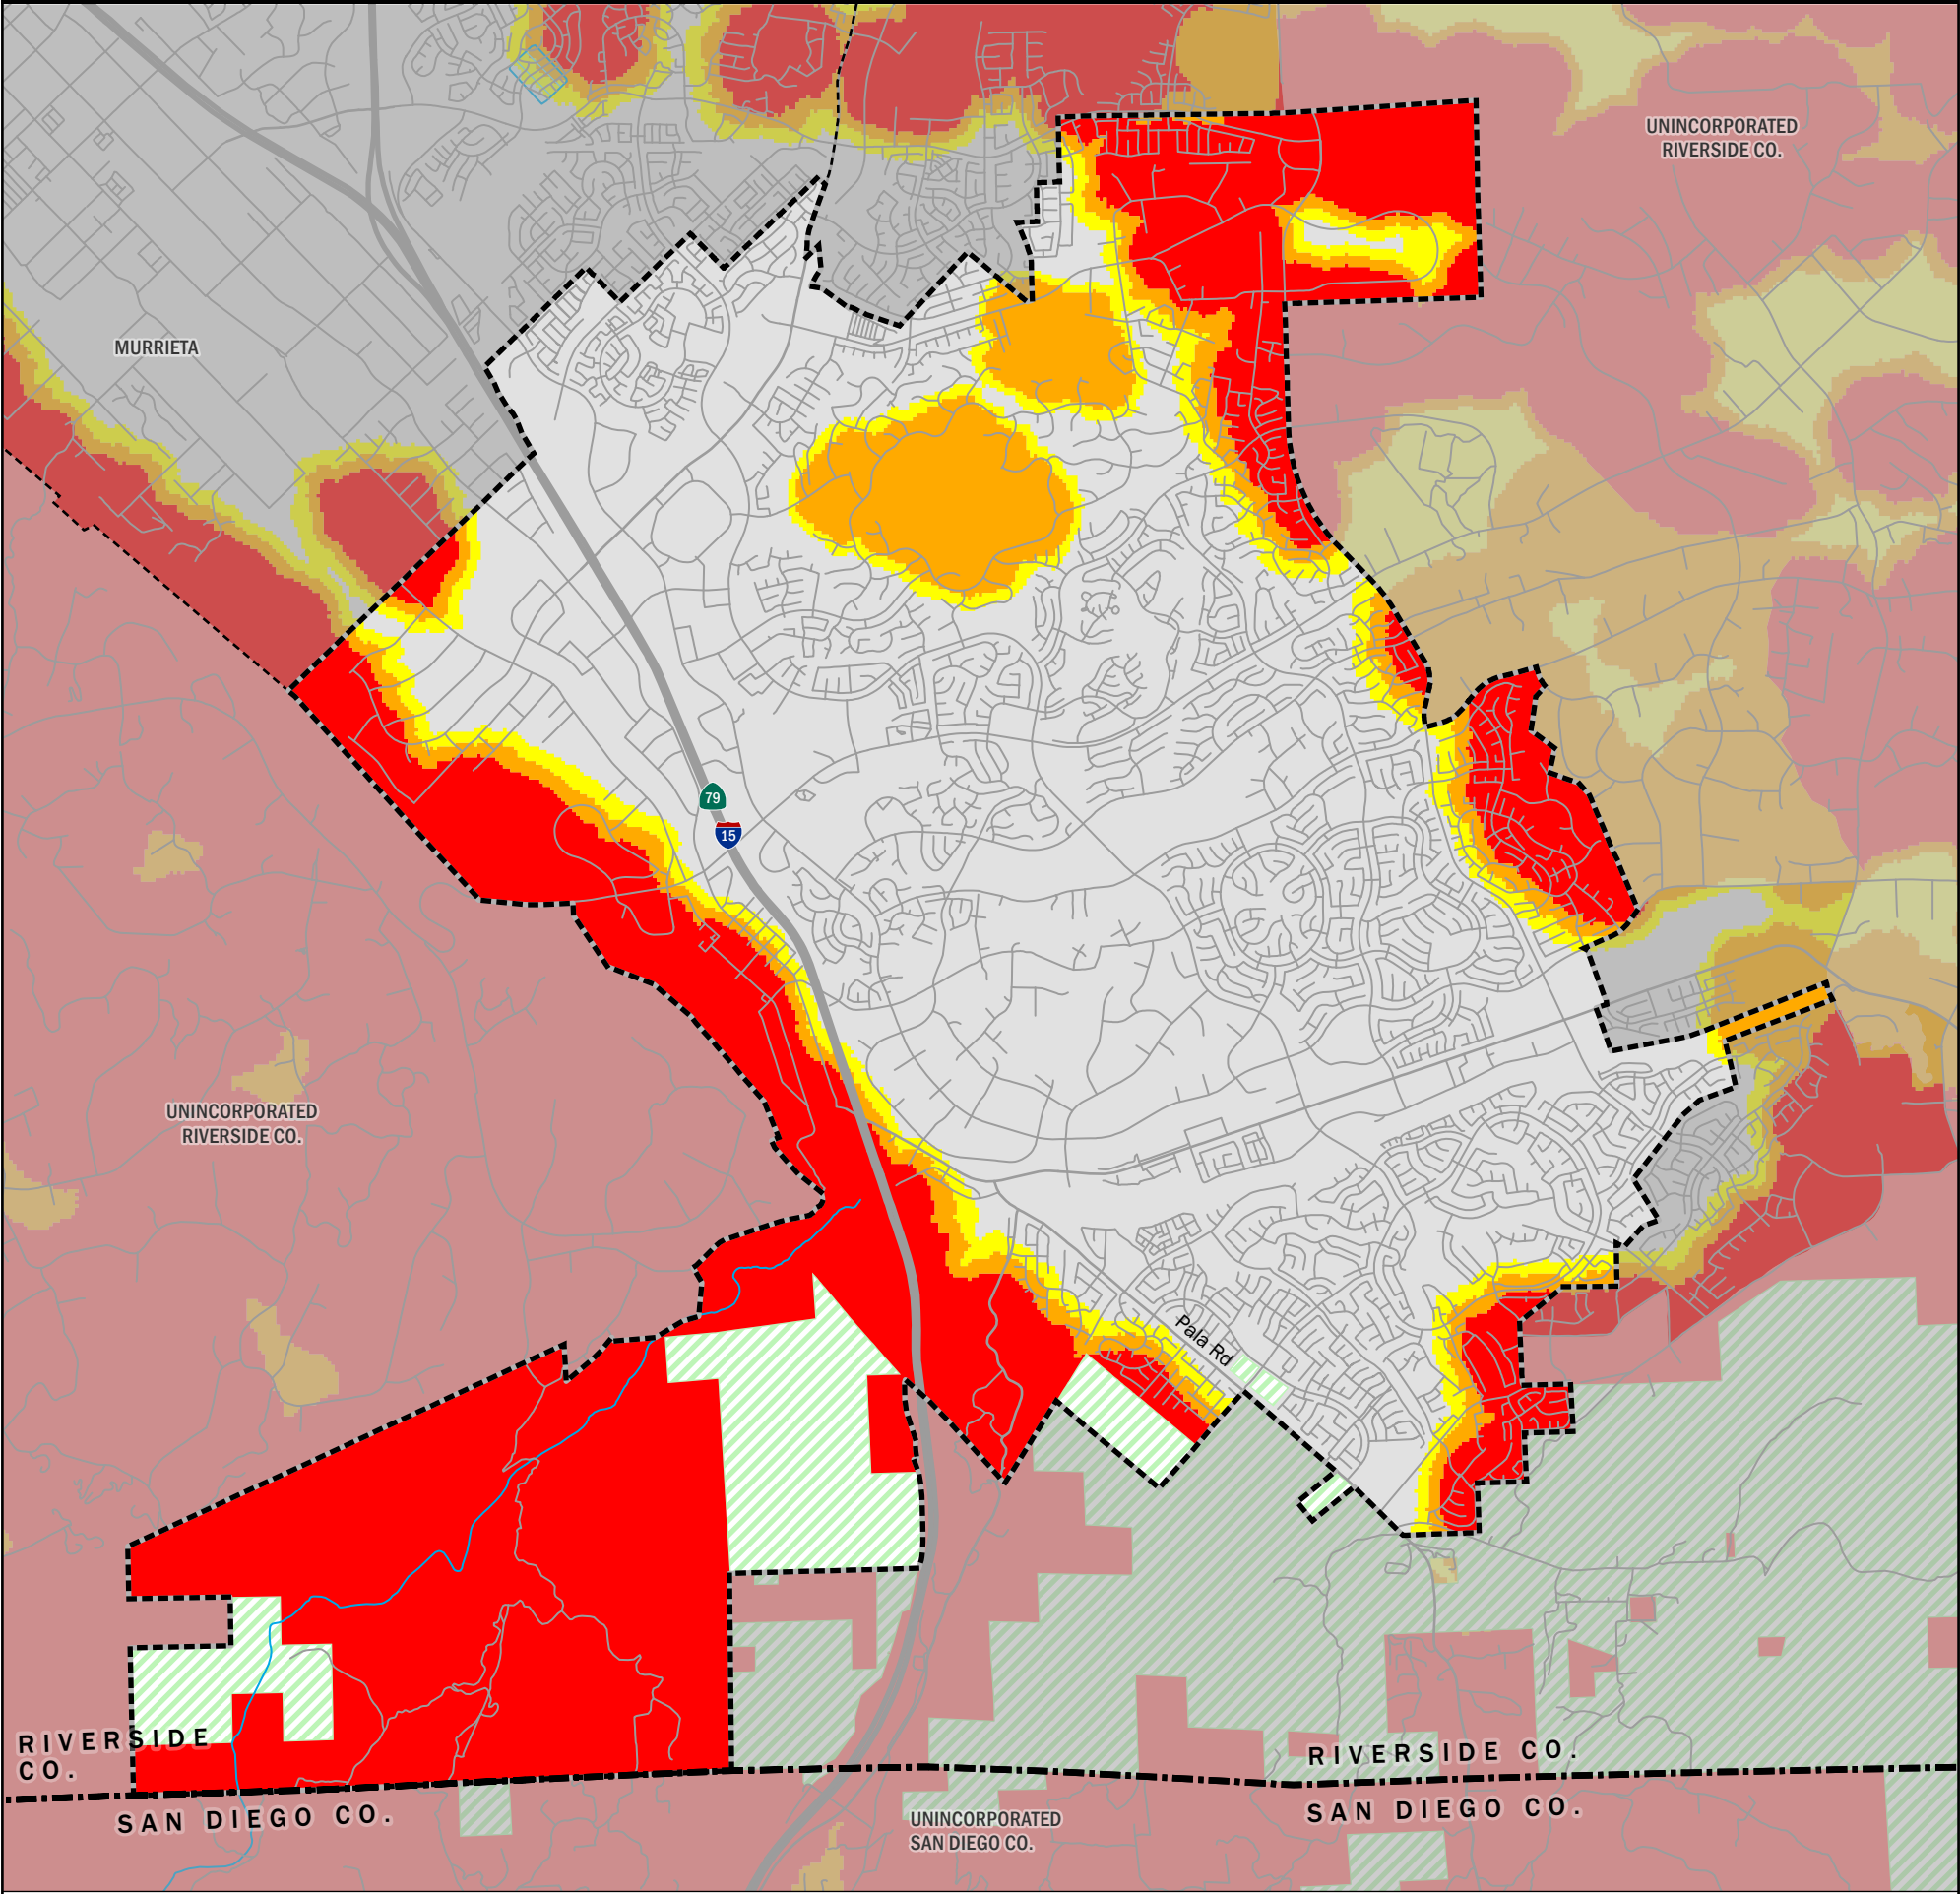 UNINCORPORATED
RIVERSIDE CO.
MURRIETA
79
15
UNINCORPORATED
RIVERSIDE CO.
Pala Rd
RIVERSIDE
CO.
RIVERSIDE CO.
SAN DIEGO CO.
SAN DIEGO CO.
UNINCORPORATED
SAN DIEGO CO.